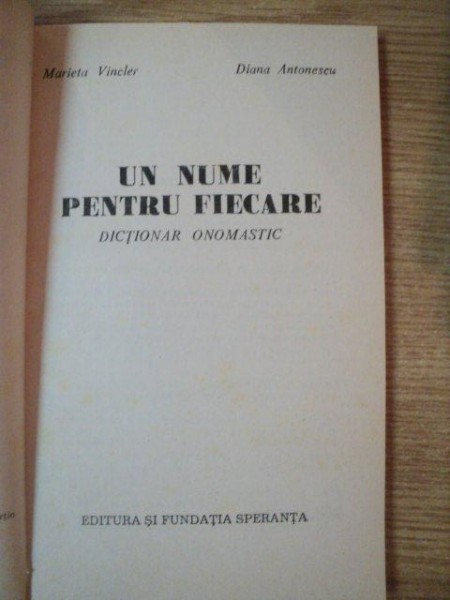 Marieta Vincler Diana Antonescu
UN NUME
PENTRU FIECARE
DICȚIONAR ONOMASTIC
EDITURA ȘI FUNDAȚIA SPERANȚA